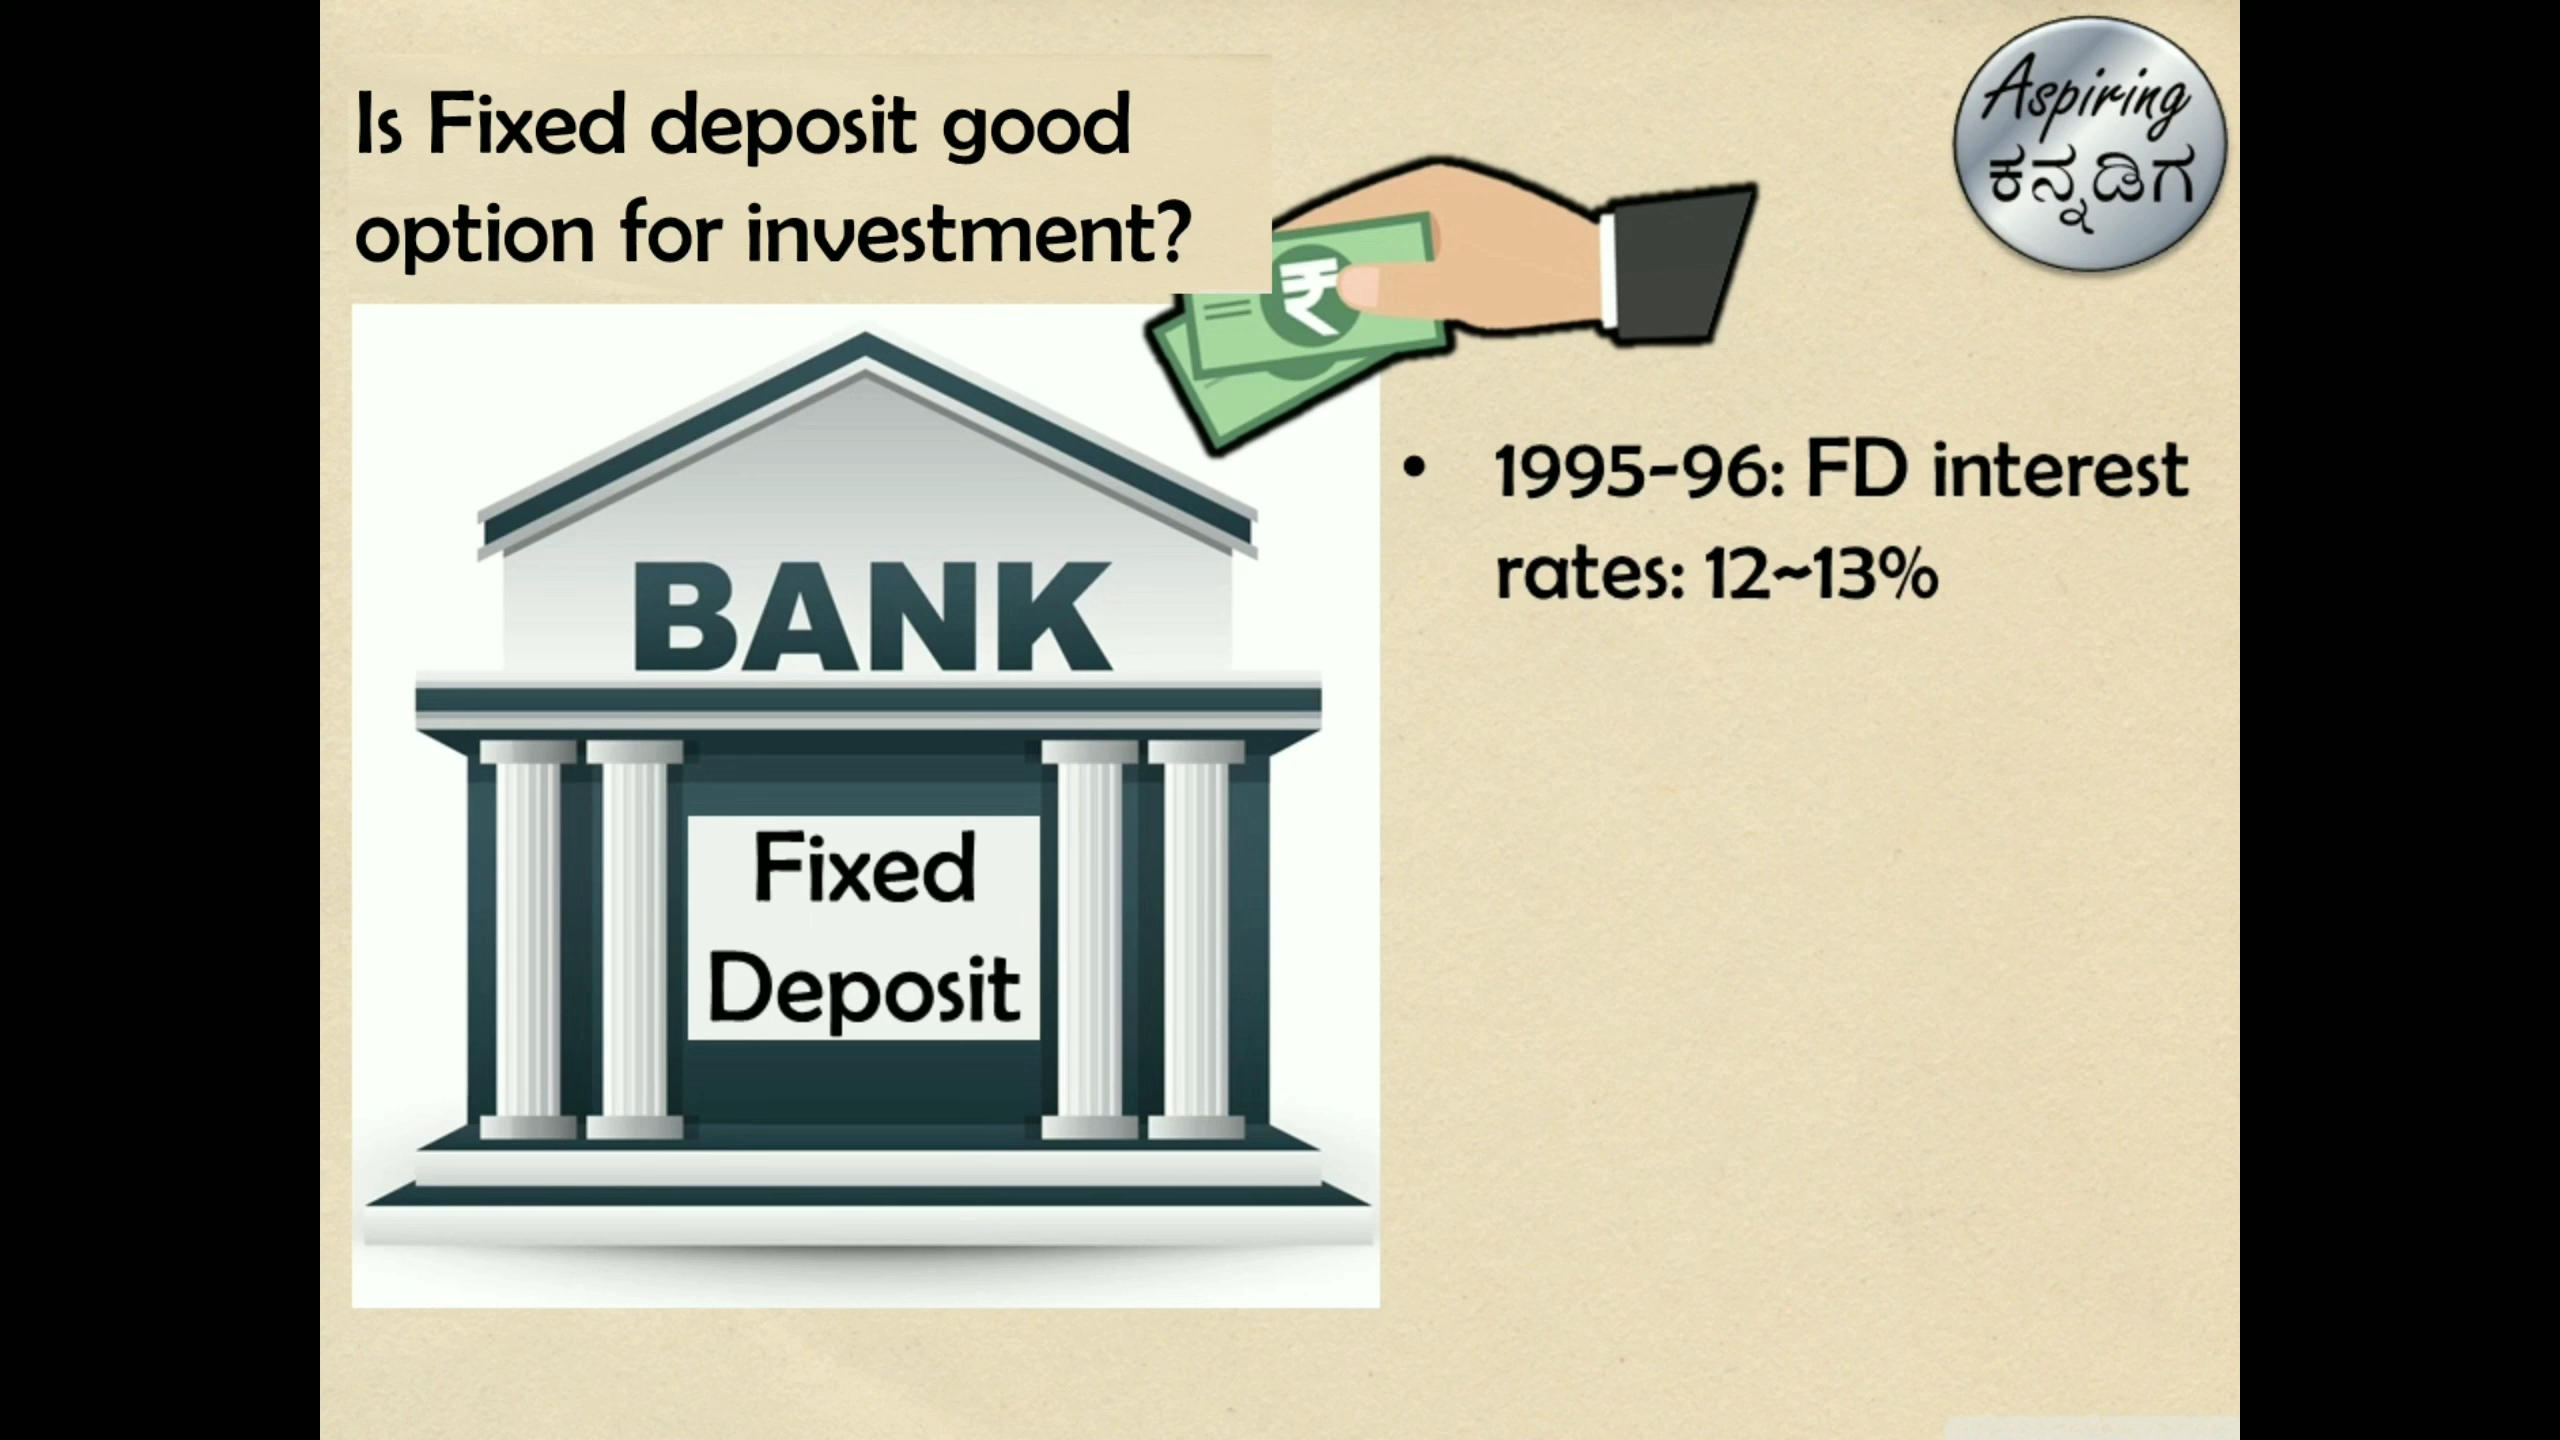 Is Fixed deposit good
option for investment?
Aspiring
ಕನ್ನಡಿಗ
₹
• 1995-96: FD interest
rates: 12~13%
BANK
Fixed
Deposit